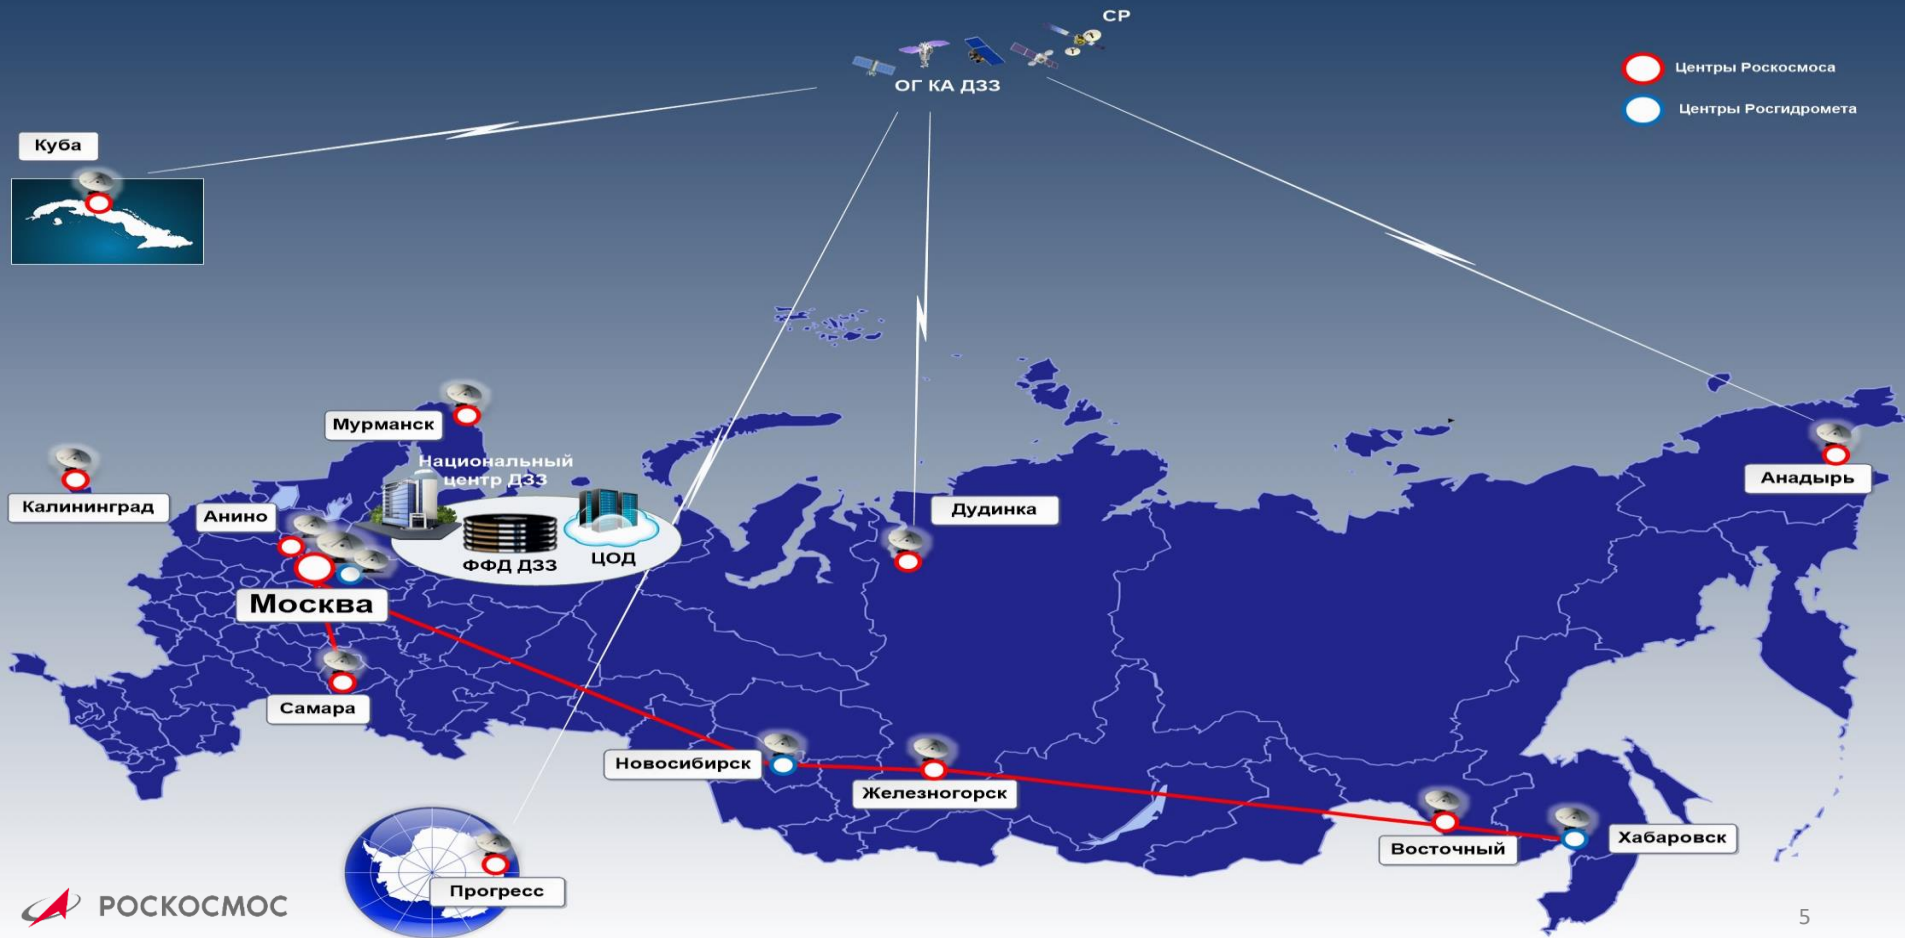 СР
ОГ КА ДЗЗ
Центры Роскосмоса
Центры Росгидромета
Куба
Мурманск
Национальный
центр ДЗЗ
Калининград
Анино
Дудинка
Анадырь
ФФД ДЗЗ
ЦОД
Москва
Самара
Новосибирск
Железногорск
Восточный
Хабаровск
Прогресс
РОСКОСМОС
5